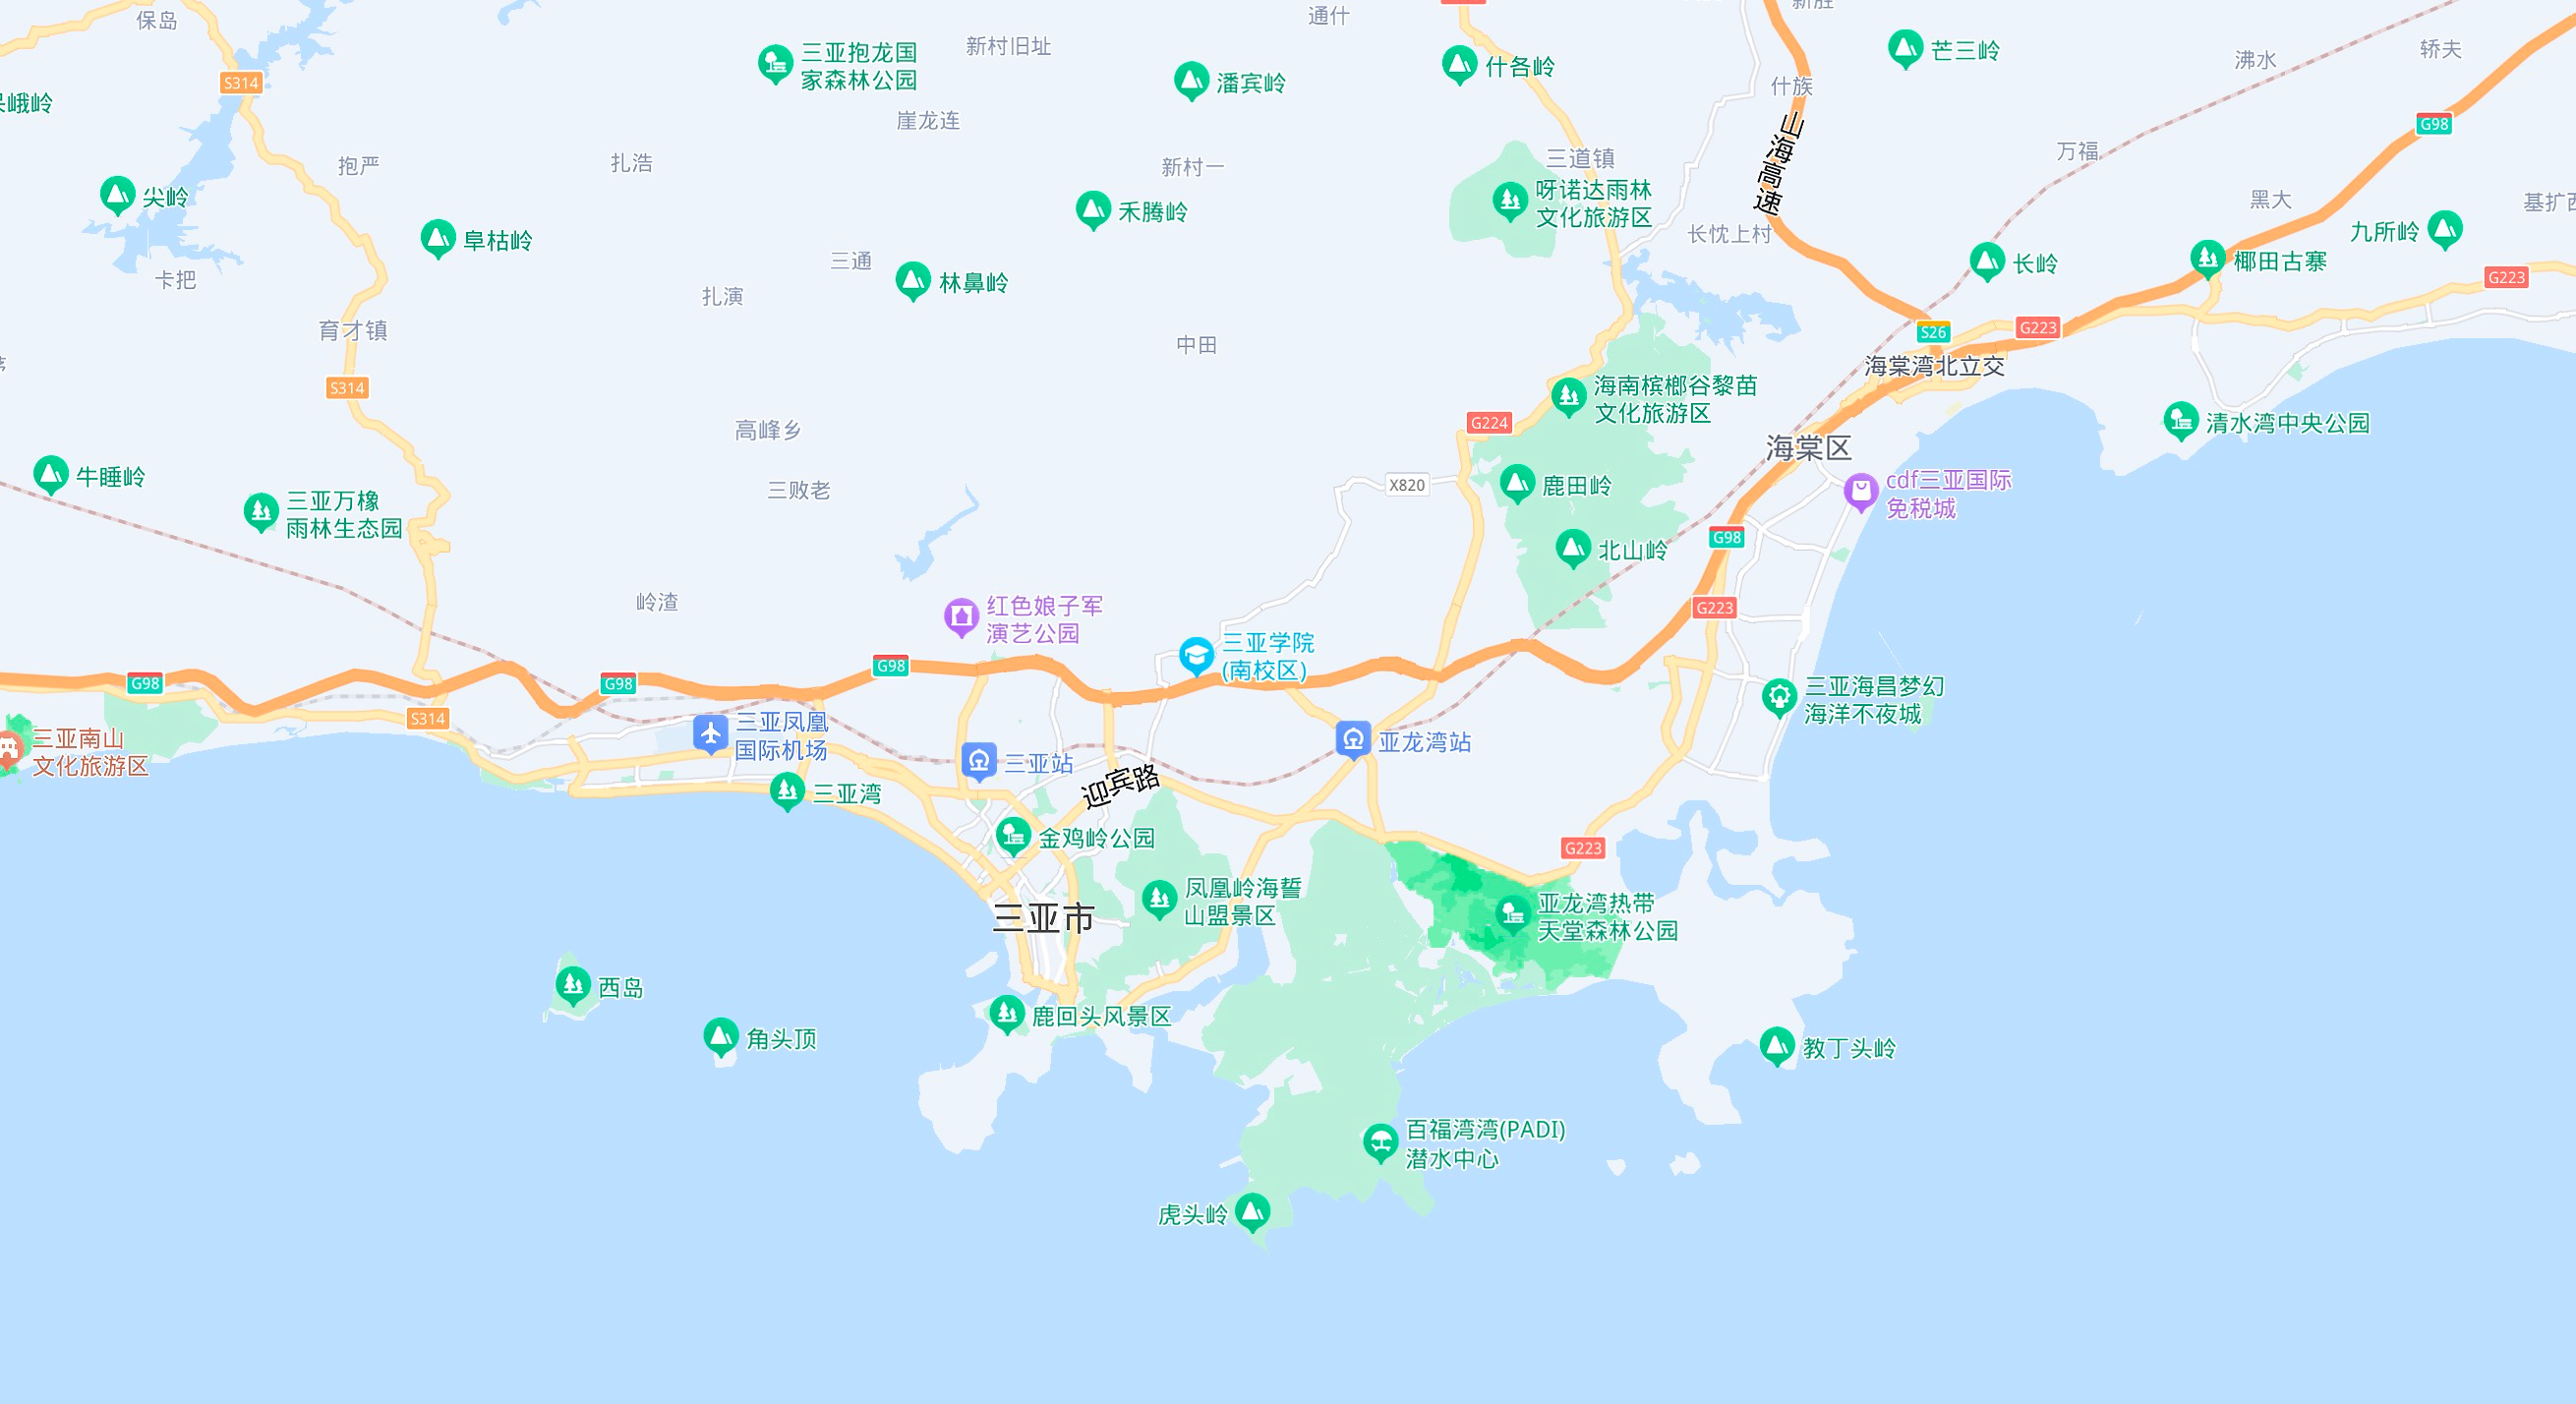 保岛
通什
新胜
三亚抱龙国
家森林公园
新村旧址
潘宾岭
什各岭
芒三岭
沸水
轿夫
S314
什族
峨岭
崖龙连
G98
山海高速
抱严
扎浩
新村一
三道镇
万福
尖岭
呀诺达雨林
文化旅游区
黑大
基扩西
禾腾岭
长忱上村
九所岭
阜枯岭
三通
长岭
椰田古寨
卡把
林鼻岭
G223
扎演
育才镇
中田
S26
G223
海棠湾北立交
S314
海南槟榔谷黎苗
文化旅游区
G224
清水湾中央公园
高峰乡
海棠区
牛睡岭
三亚万橡
雨林生态园
三败老
X820
鹿田岭
cdf三亚国际
免税城
G98
北山岭
岭渣
红色娘子军
演艺公园
G223
三亚学院
(南校区)
G98
G98
G98
三亚海昌梦幻
海洋不夜城
S314
三亚南山
文化旅游区
三亚凤凰
国际机场
三亚站
亚龙湾站
迎宾路
三亚湾
金鸡岭公园
G223
凤凰岭海誓
山盟景区
亚龙湾热带
天堂森林公园
三亚市
西岛
鹿回头风景区
角头顶
教丁头岭
百福湾湾(PADI)
潜水中心
虎头岭